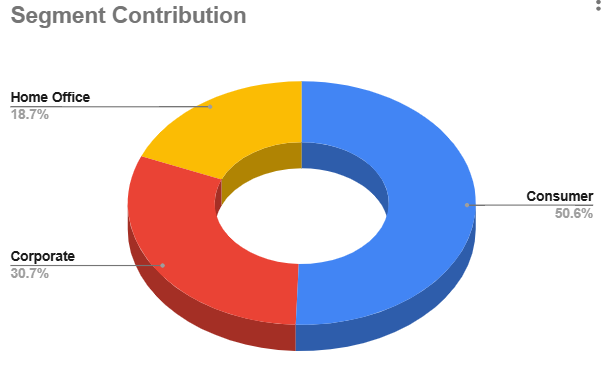 Segment Contribution
Home Office
18.7%
Consumer
50.6%
Corporate
30.7%